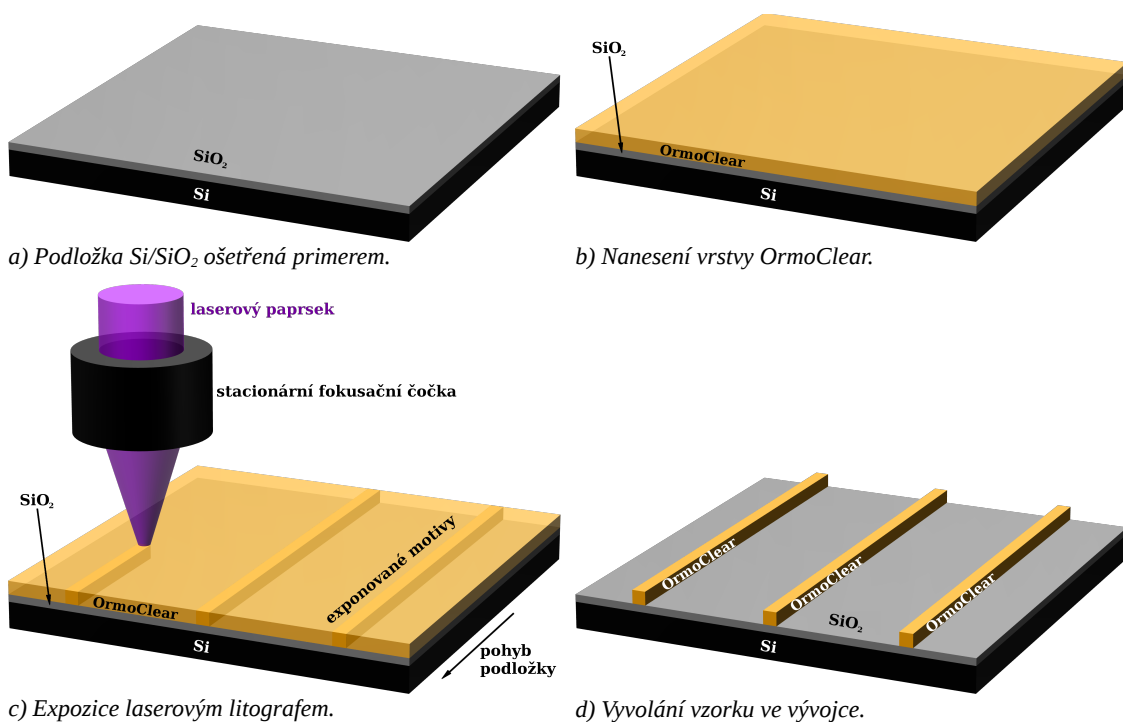 SiO₂
Si
a) Podložka Si/SiO₂ ošetřená primerem.
SiO₂
OrmoClear
Si
b) Nanesení vrstvy OrmoClear.
laserový paprsek
stacionární fokusační čočka
SiO₂
exponované motivy
OrmoClear
Si
pohyb
podložky
c) Expozice laserovým litografem.
OrmoClear
OrmoClear
OrmoClear
SiO₂
Si
d) Vyvolání vzorku ve vývojce.